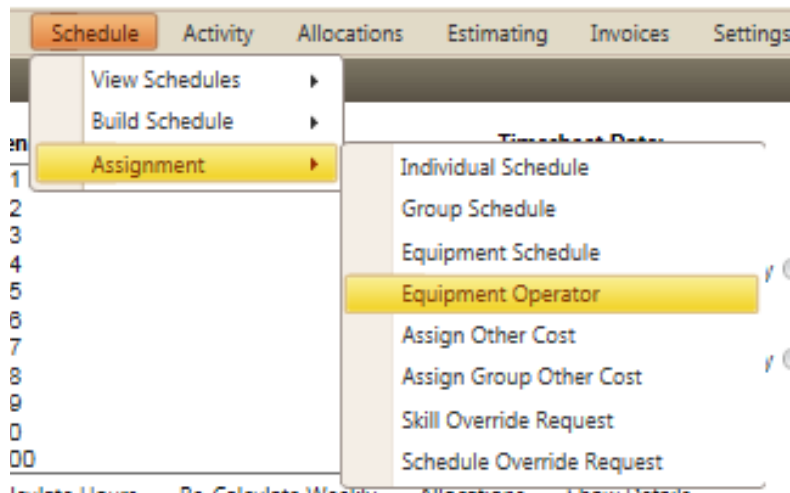 Schedule Activity Allocations Estimating Invoices Settings
View Schedules
Build Schedule
Assignment
Individual Schedule
Group Schedule
Equipment Schedule
Equipment Operator
Assign Other Cost
Assign Group Other Cost
Skill Override Request
Schedule Override Request
1
2
3
4
5
6
7
8
9
0
00